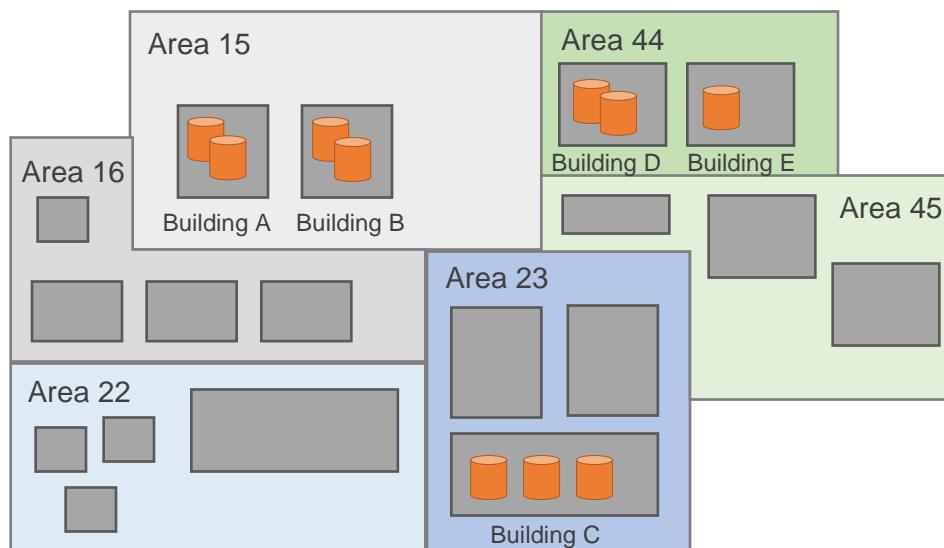 Area 15
Area 44
Building D
Building E
Area 16
Building A
Building B
Area 45
Area 23
Area 22
Building C